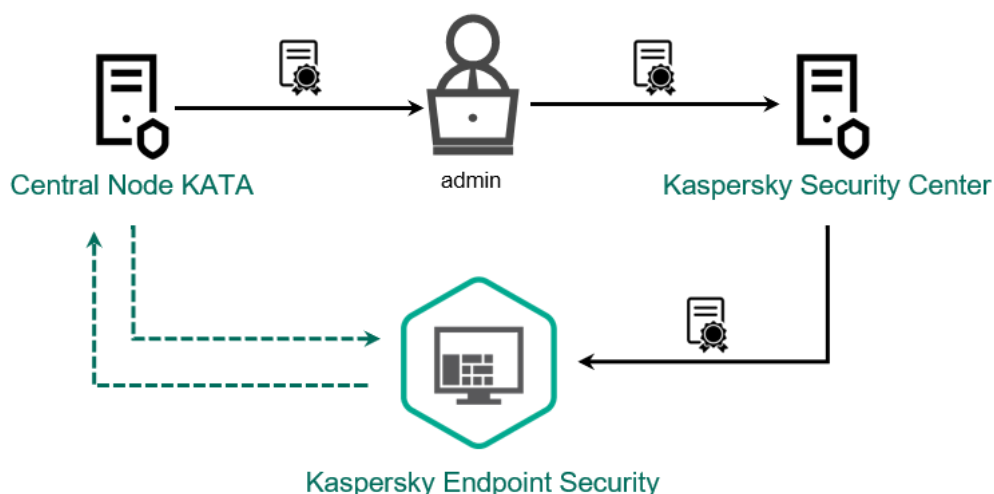 admin
Central Node KATA
Kaspersky Security Center
Kaspersky Endpoint Security